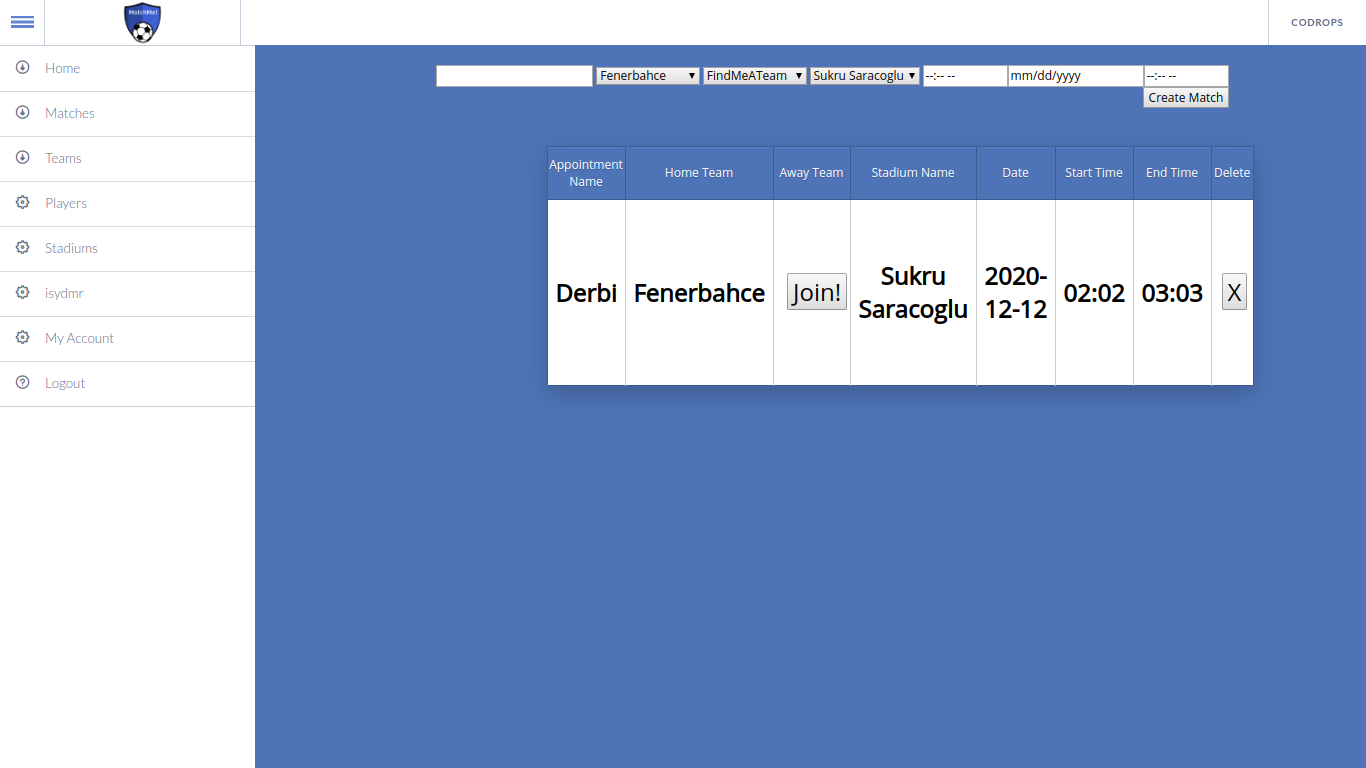 MatchMe!
CODROPS
Home
Matches
Teams
Players
Stadiums
isydmr
My Account
Logout
Fenerbahce FindMeATeam Sukru Saracoglu --:-- -- mm/dd/yyyy --:-- --
Create Match
Appointment Name Home Team Away Team Stadium Name Date Start Time End Time Delete
Derbi Fenerbahce Join! Sukru Saracoglu 2020-12-12 02:02 03:03 X